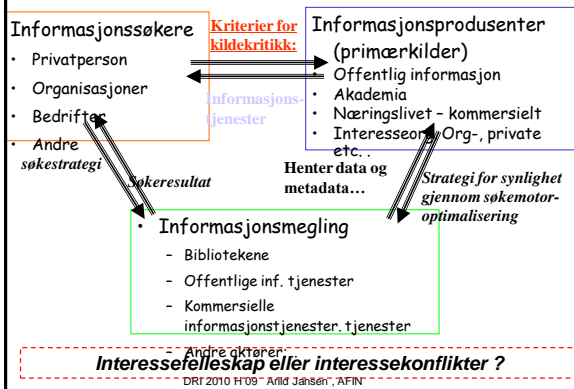 Informasjonssøkere
• Privatperson
• Organisasjoner
• Bedrifter
• Andre
søkestrategi
Kriterier for
kildekritikk:
Informasjons-
tjenester
Informasjonsprodusenter
(primærkilder)
• Offentlig informasjon
• Akademia
• Næringslivet – kommersielt
• Interesseorg, Org-, private
etc. .
Søkeresultat
Henter data og
metadata…
Strategi for synlighet
gjennom søkemotor-
optimalisering
• Informasjonsmegling
– Bibliotekene
– Offentlige inf. tjenester
– Kommersielle
informasjonstjenester. tjenester
– Andre aktører:
Interessefelleskap eller interessekonflikter ?
DRI 2010 H 09 Arild Jansen , AFIN